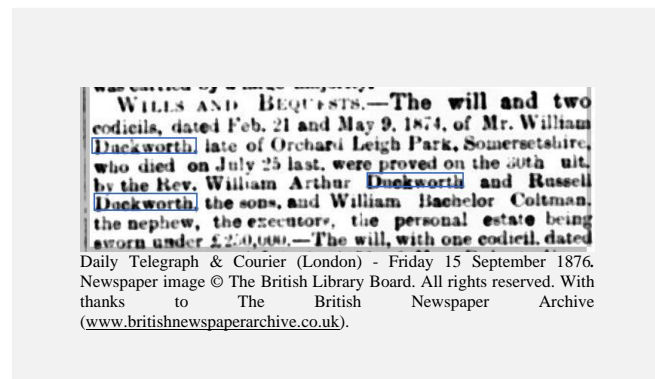 WILLS AND BEQUESTS.—The will and two
codicils, dated Feb. 21 and May 9, 1874, of Mr. William
Duckworth, late of Orchard Leigh Park, Somersetshire,
who died on July 25 last, were proved on the 30th ult.
by the Rev. William Arthur Duckworth and Russell
Duckworth, the sons, and William Bachelor Coltman,
the nephew, the executors, the personal estate being
sworn under £250,000.—The will, with one codicil, dated
Daily Telegraph & Courier (London) - Friday 15 September 1876.
Newspaper image © The British Library Board. All rights reserved. With
thanks to The British Newspaper Archive
(www.britishnewspaperarchive.co.uk).